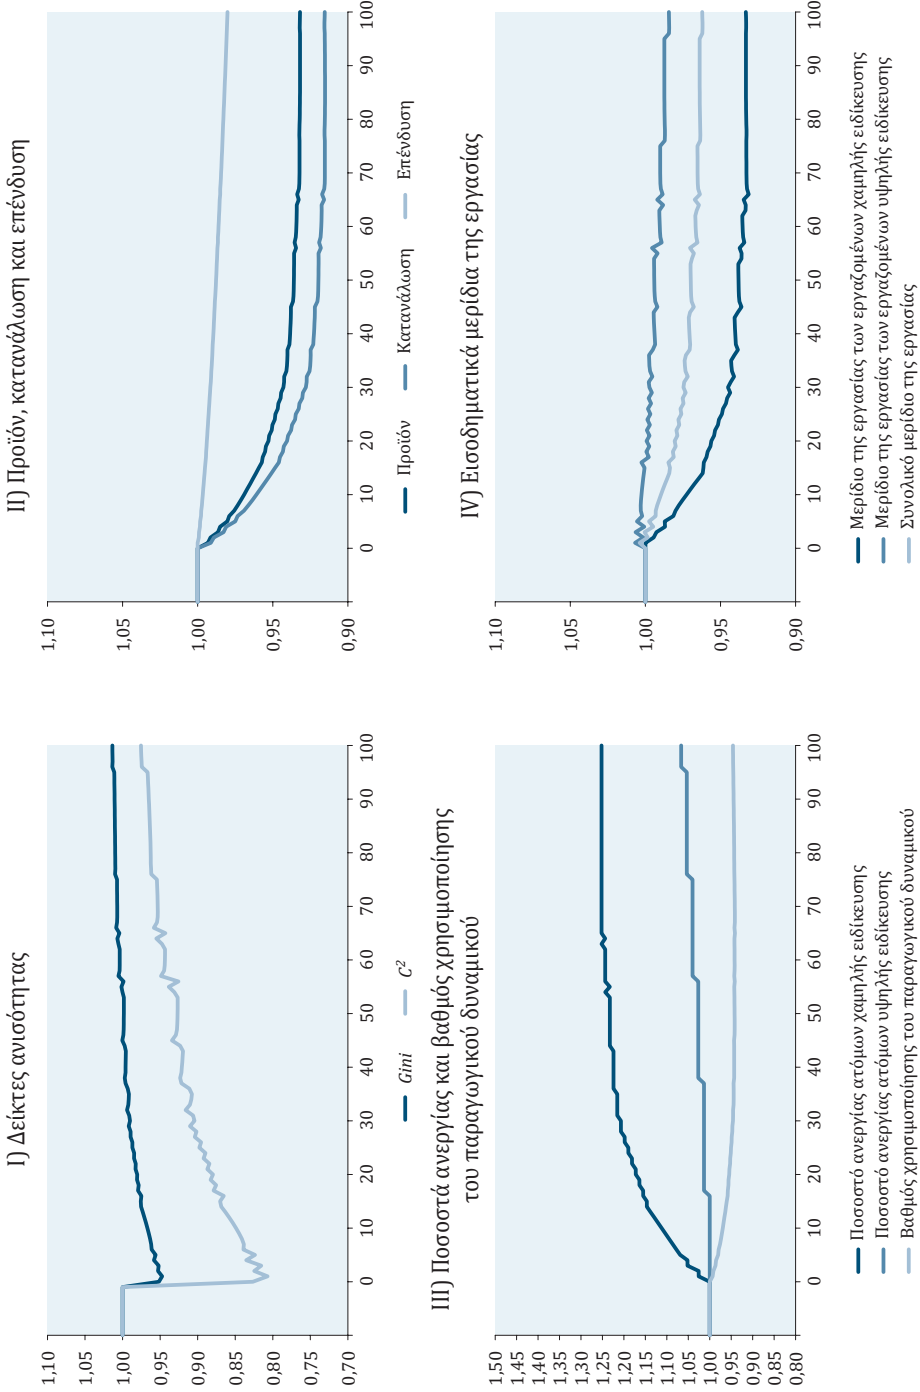 I) Δείκτες ανισότητας
1,10
1,05
1,00
0,95
0,90
0,85
0,80
0,775
0,70
0 10 20 30 40 50 60 70 80 90 100
Gini C²
II) Προϊόν, κατανάλωση και επένδυση
1,10
1,05
1,00
0,95
0,90
0 10 20 30 40 50 60 70 80 90 100
Προϊόν Κατανάλωση Επένδυση
III) Ποσοστά ανεργίας και βαθμός χρησιμοποίησης
του παραγωγικού δυναμικού
1,50
1,45
1,40
1,35
1,30
1,25
1,20
1,15
1,10
1,05
1,00
0,95
0,90
0,85
0,80
0 10 20 30 40 50 60 70 80 90 100
Ποσοστό ανεργίας ατόμων χαμηλής ειδίκευσης
Ποσοστό ανεργίας ατόμων υψηλής ειδίκευσης
Βαθμός χρησιμοποίησης του παραγωγικού δυναμικού
IV) Εισοδηματικά μερίδια της εργασίας
1,10
1,05
1,00
0,95
0,90
0 10 20 30 40 50 60 70 80 90 100
Μερίδιο της εργασίας των εργαζομένων χαμηλής ειδίκευσης
Μερίδιο της εργασίας των εργαζομένων υψηλής ειδίκευσης
Συνολικό μερίδιο της εργασίας